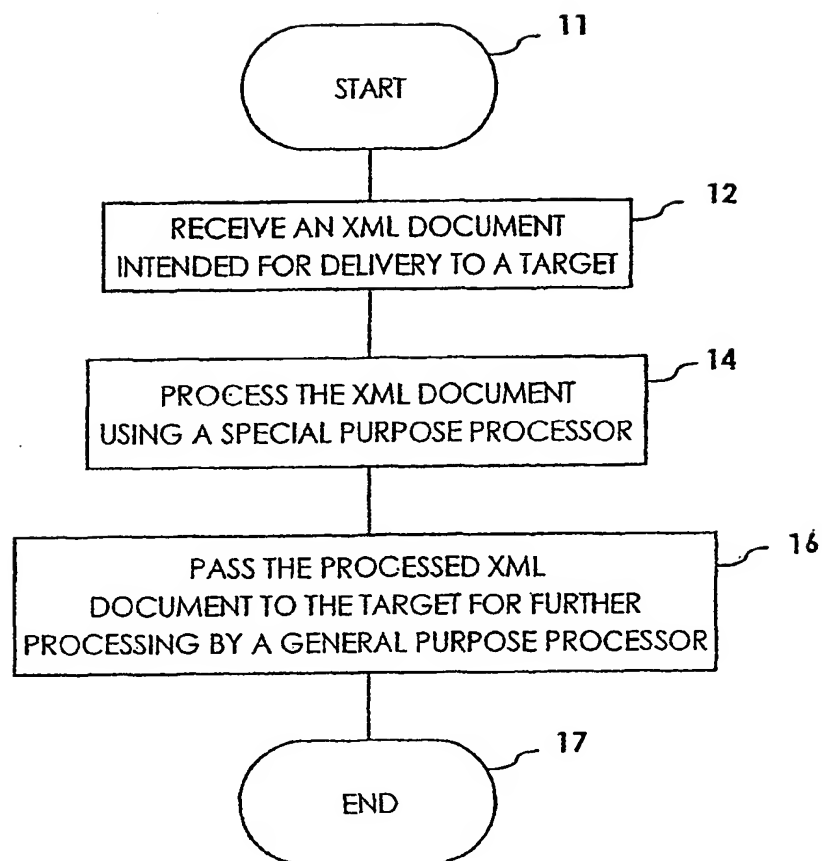 11
START
12
RECEIVE AN XML DOCUMENT
INTENDED FOR DELIVERY TO A TARGET
14
PROCESS THE XML DOCUMENT
USING A SPECIAL PURPOSE PROCESSOR
16
PASS THE PROCESSED XML
DOCUMENT TO THE TARGET FOR FURTHER
PROCESSING BY A GENERAL PURPOSE PROCESSOR
17
END